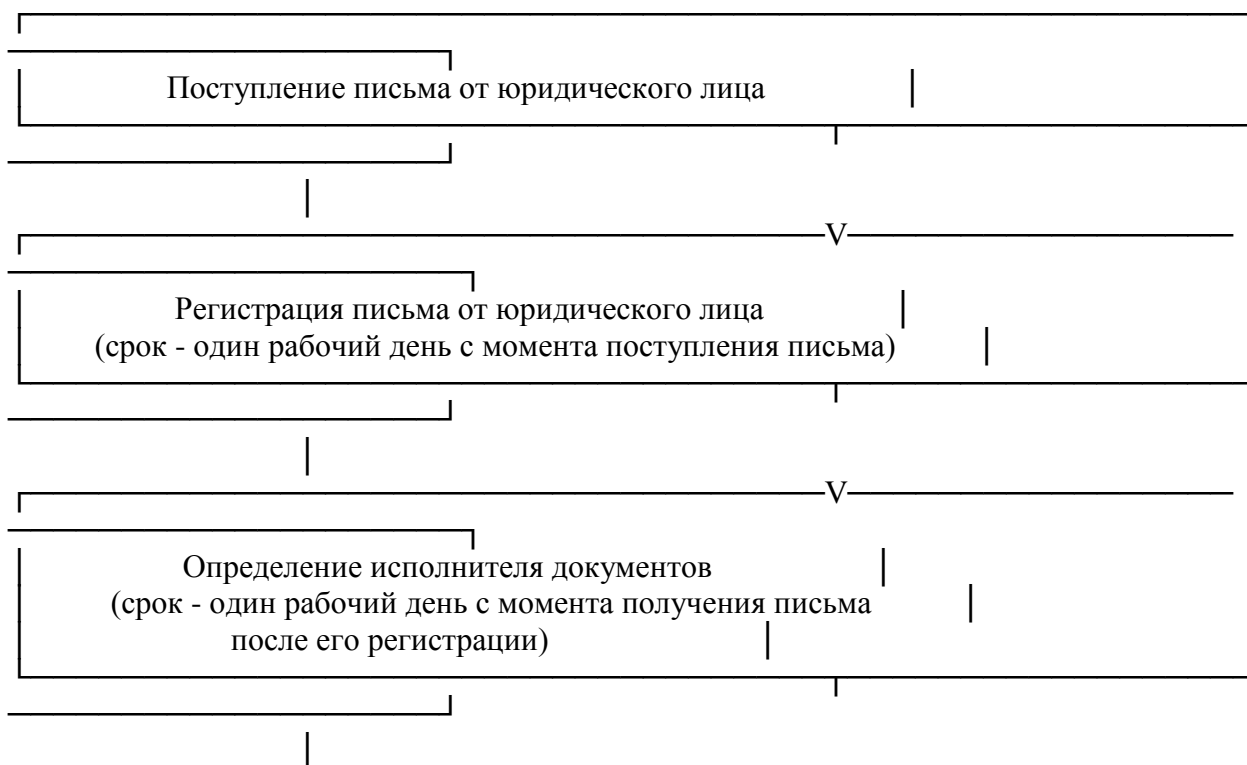 Поступление письма от юридического лица
V
Регистрация письма от юридического лица
(срок - один рабочий день с момента поступления письма)
V
Определение исполнителя документов
(срок - один рабочий день с момента получения письма
после его регистрации)